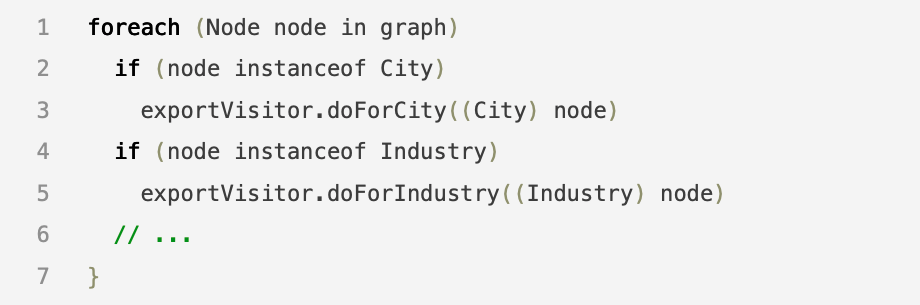 1 foreach (Node node in graph)
2   if (node instanceof City)
3     exportVisitor.doForCity((City) node)
4   if (node instanceof Industry)
5     exportVisitor.doForIndustry((Industry) node)
6   // ...
7 }